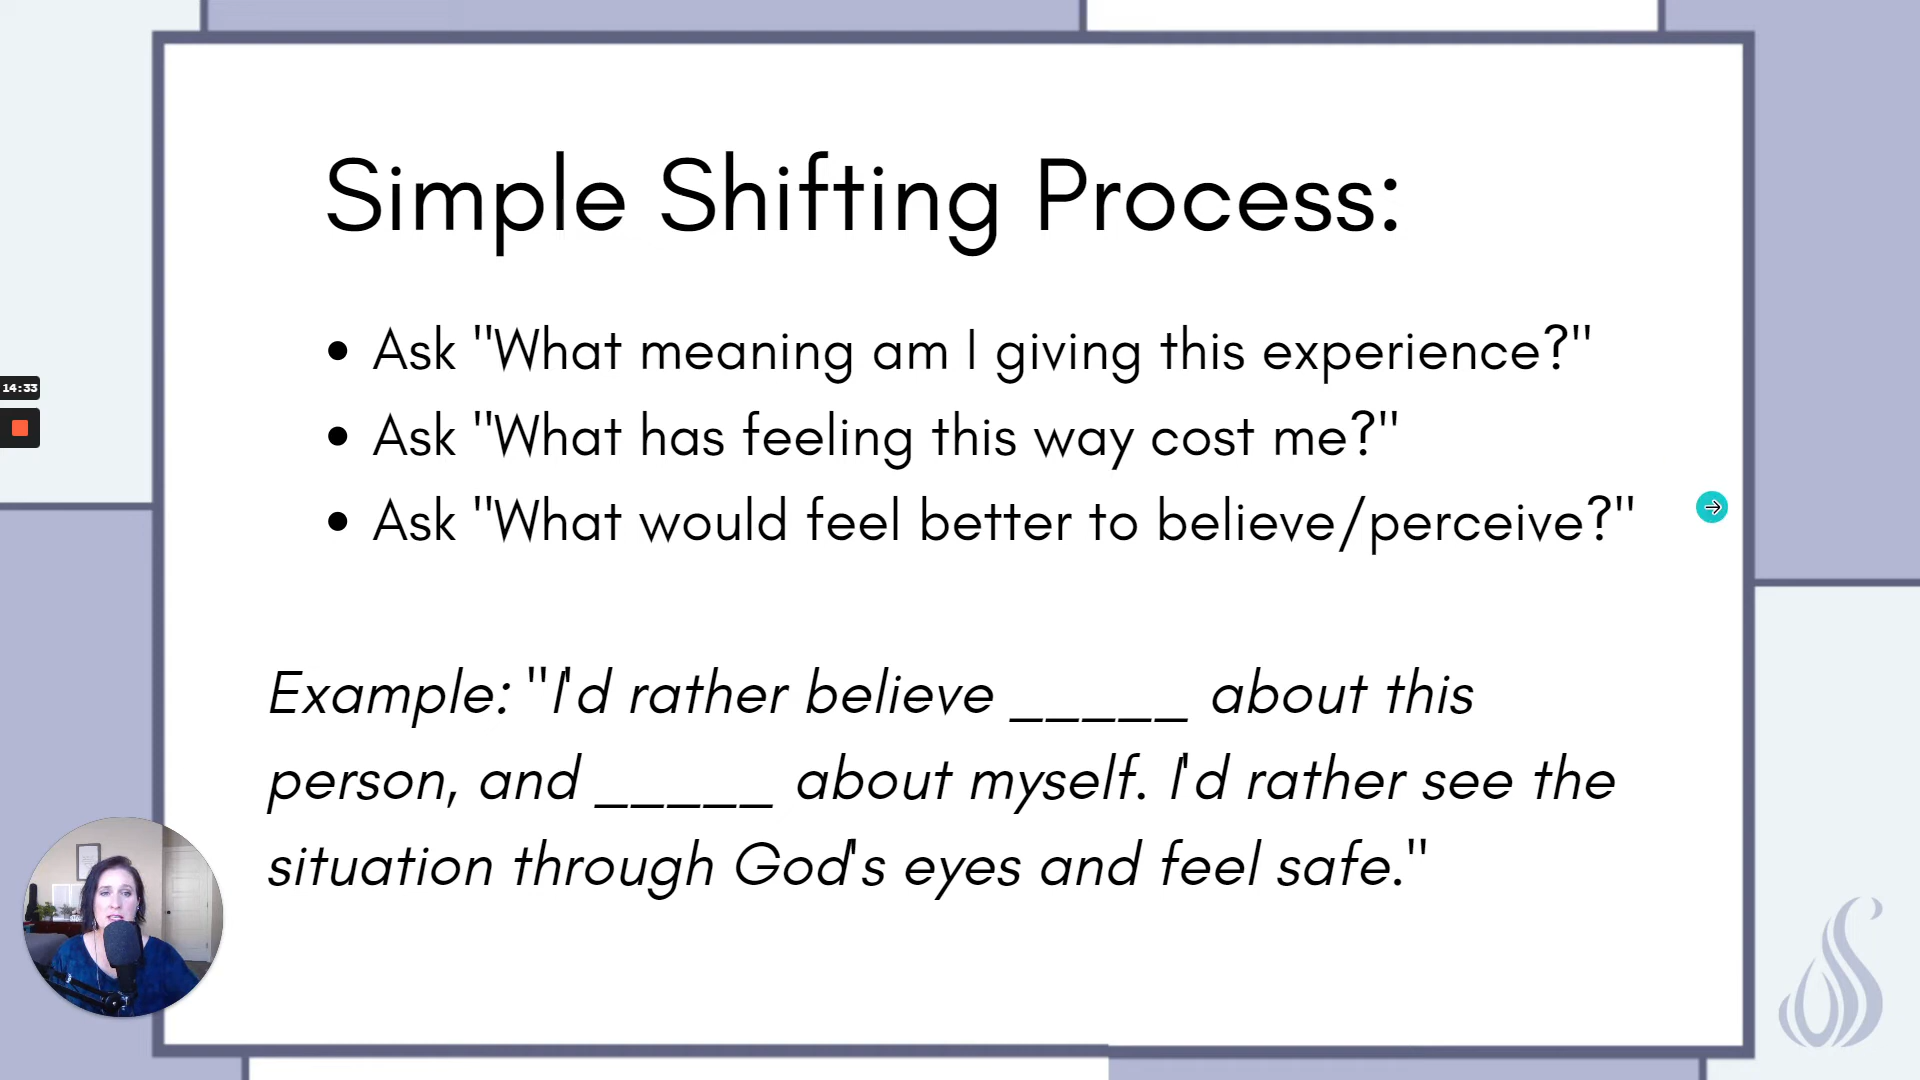 Simple Shifting Process:
• Ask "What meaning am I giving this experience?"
• Ask "What has feeling this way cost me?"
• Ask "What would feel better to believe/perceive?"
14:33
Example: "I'd rather believe _____ about this
person, and _____ about myself. I'd rather see the
situation through God's eyes and feel safe."